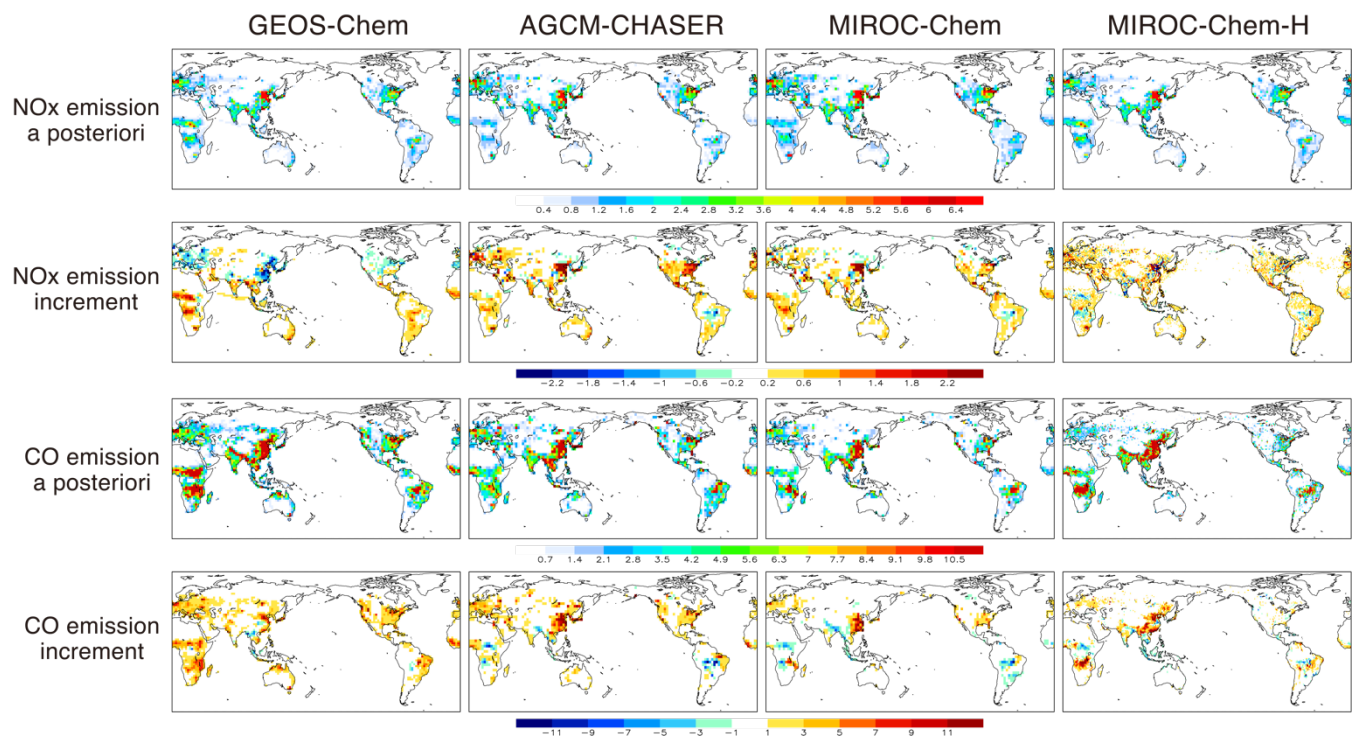 GEOS-Chem AGCM-CHASER MIROC-Chem MIROC-Chem-H
NOx emission
a posteriori
0.4 0.8 1.2 1.6 2 2.4 2.8 3.2 3.6 4 4.4 4.8 5.2 5.6 6 6.4
NOx emission
increment
−2.2 −1.8 −1.4 −1 −0.6 −0.2 0.2 0.6 1 1.4 1.8 2.2
CO emission
a posteriori
0.7 1.4 2.1 2.8 3.5 4.2 4.9 5.6 6.3 7 7.7 8.4 9.1 9.8 10.5
CO emission
increment
−11 −9 −7 −5 −3 −1 1 3 5 7 9 11